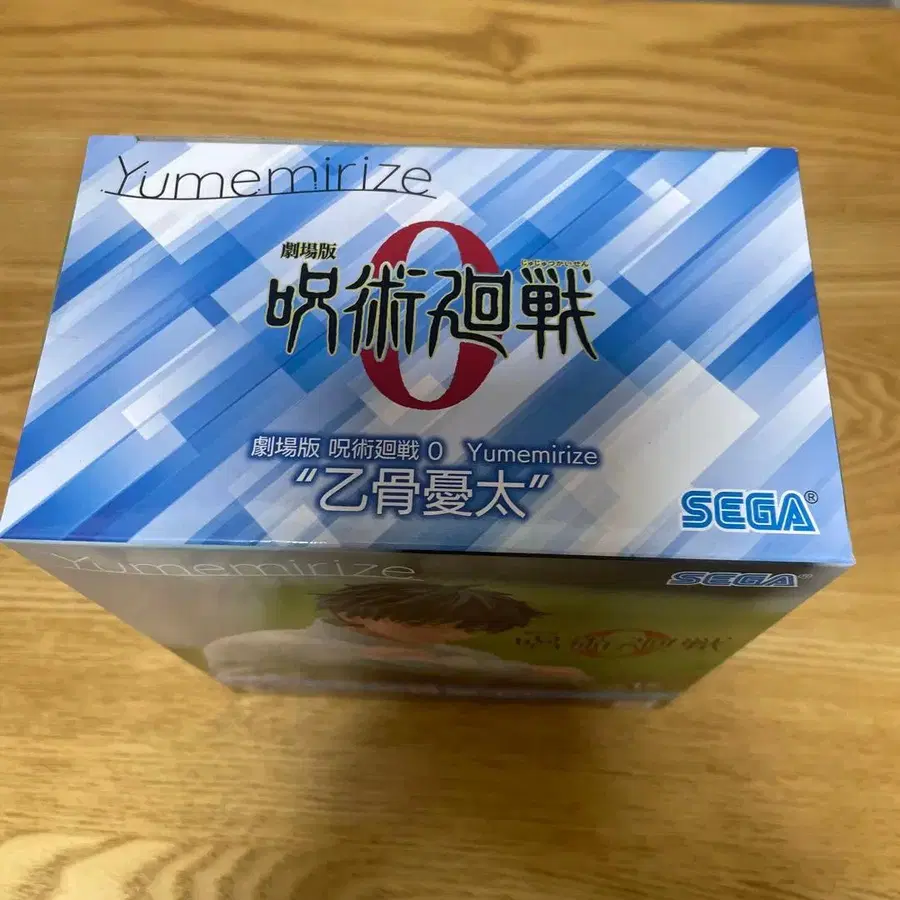 Yumemirize
劇場版
じゅじゅつかいせん
呪術廻戦
0
劇場版 呪術廻戦 0 Yumemirize
“乙骨憂太”
SEGA®
Yumemirize
SEGA®
呪術廻戦
0